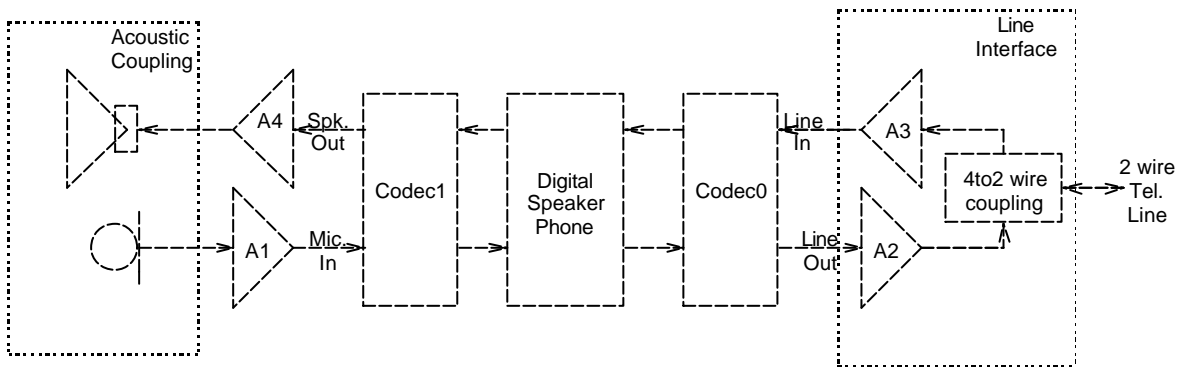 Acoustic
Coupling
Line
Interface
A4
Spk.
Out
Line
In
A3
Codec1
Digital
Speaker
Phone
Codec0
4to2 wire
coupling
2 wire
Tel.
Line
A1
Mic.
In
Line
Out
A2